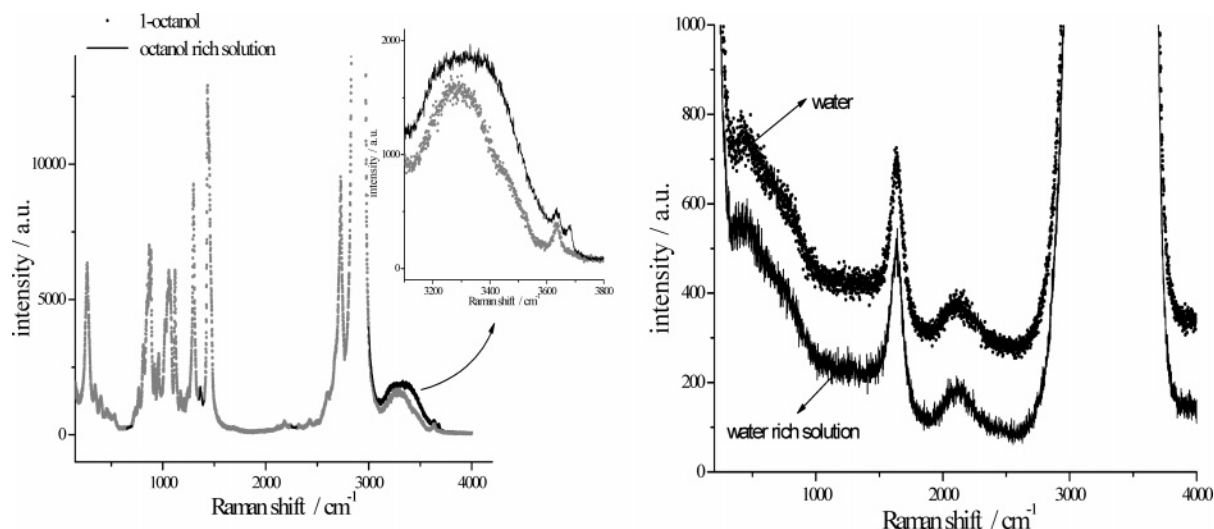 1-octanol
octanol rich solution
intensity / a.u.
10000
5000
0
1000
2000
3000
4000
Raman shift / cm-1
intensity / a.u.
2000
1000
0
3200
3400
3600
3800
Raman shift / cm-1
intensity / a.u.
1000
800
600
400
200
0
water
water rich solution
1000
2000
3000
4000
Raman shift / cm-1